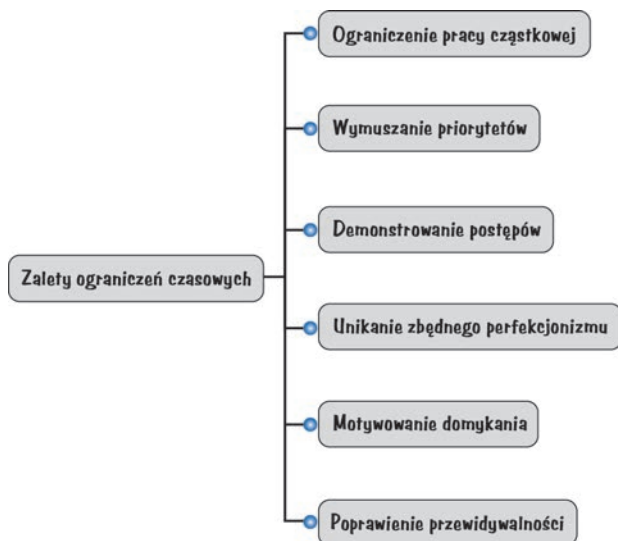 Ograniczenie pracy cząstkowej
Wymuszanie priorytetów
Demonstrowanie postępów
Zalety ograniczeń czasowych
Unikanie zbędnego perfekcjonizmu
Motywowanie domykania
Poprawienie przewidywalności